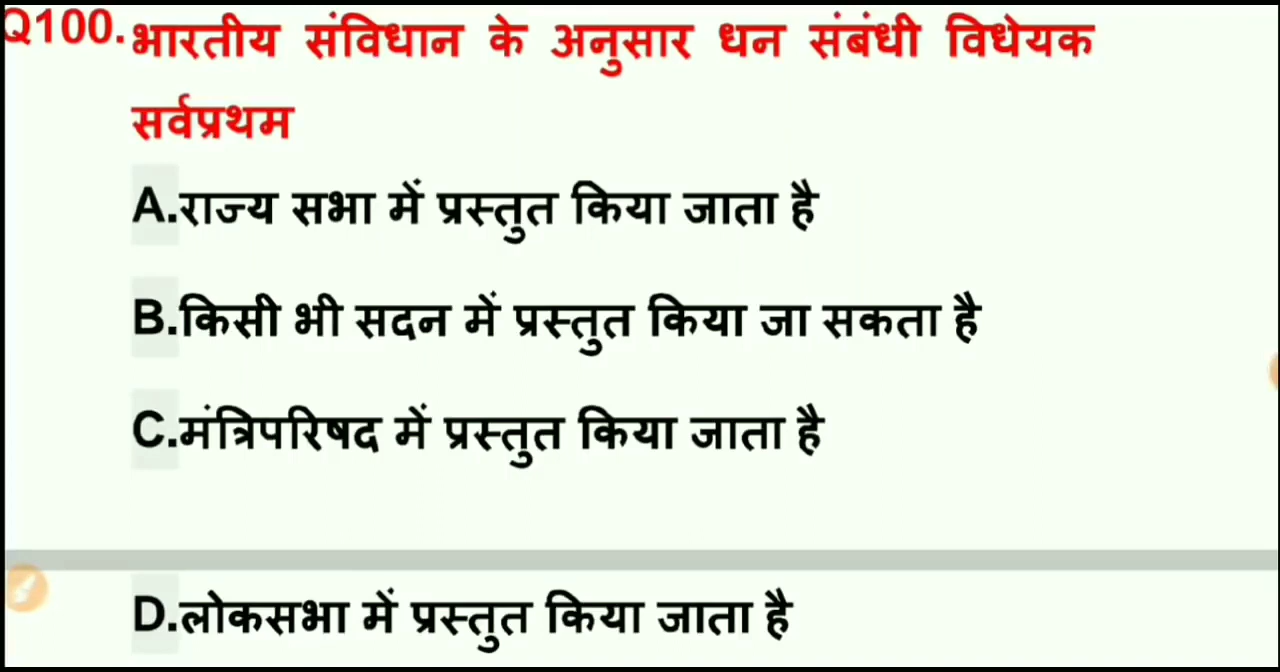 Q100. भारतीय संविधान के अनुसार धन संबंधी विधेयक
सर्वप्रथम
A.राज्य सभा में प्रस्तुत किया जाता है
B.किसी भी सदन में प्रस्तुत किया जा सकता है
C.मंत्रिपरिषद में प्रस्तुत किया जाता है
D.लोकसभा में प्रस्तुत किया जाता है